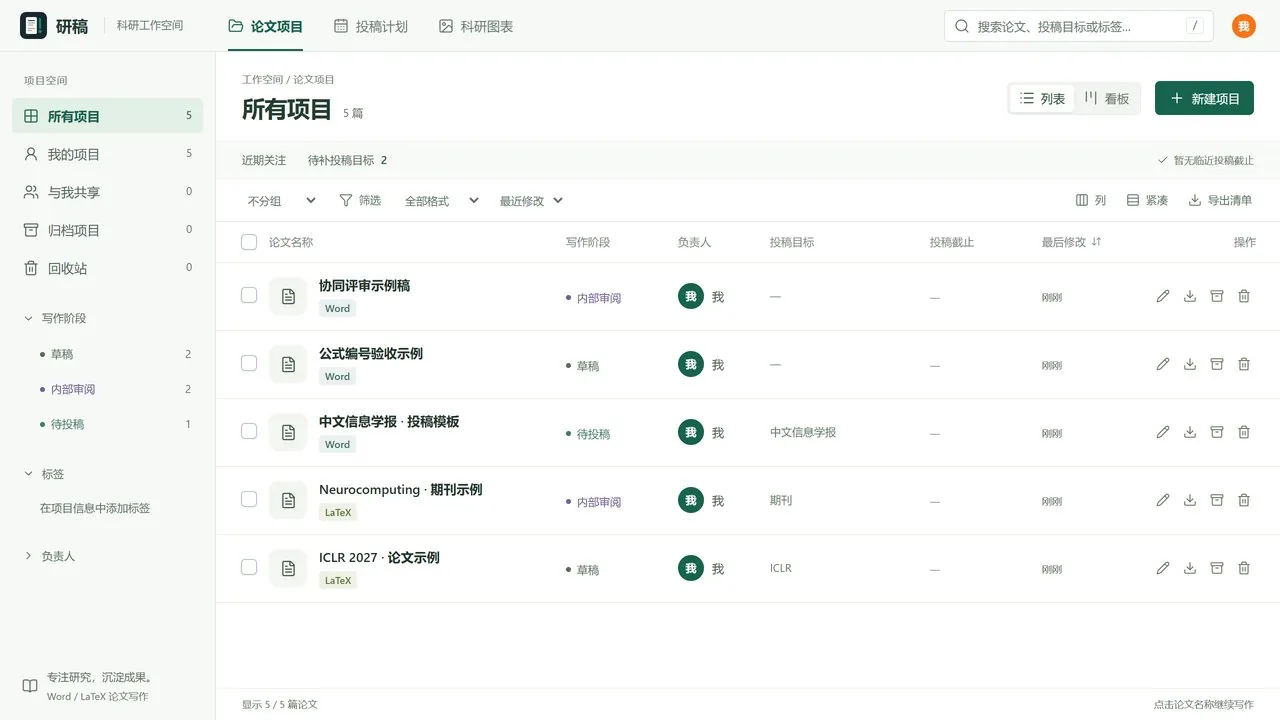 研稿
科研工作空间
论文项目
投稿计划
科研图表
搜索论文、投稿目标或标签...
/
我
项目空间
所有项目 5
我的项目 5
与我共享 0
归档项目 0
回收站 0
写作阶段
草稿 2
内部审阅 2
待投稿 1
标签
在项目信息中添加标签
负责人
专注研究，沉淀成果。
Word / LaTeX 论文写作
工作空间 / 论文项目
所有项目 5 篇
列表
看板
新建项目
近期关注 待补投稿目标 2
暂无临近投稿截止
不分组 筛选 全部格式 最近修改
列 紧凑 导出清单
论文名称 写作阶段 负责人 投稿目标 投稿截止 最后修改 操作
协同评审示例稿
Word
内部审阅 我 我 — — 刚刚
公式编号验收示例
Word
草稿 我 我 — — 刚刚
中文信息学报 · 投稿模板
Word
待投稿 我 我 中文信息学报 — 刚刚
Neurocomputing · 期刊示例
LaTeX
内部审阅 我 我 期刊 — 刚刚
ICLR 2027 · 论文示例
LaTeX
草稿 我 我 ICLR — 刚刚
显示 5 / 5 篇论文
点击论文名称继续写作